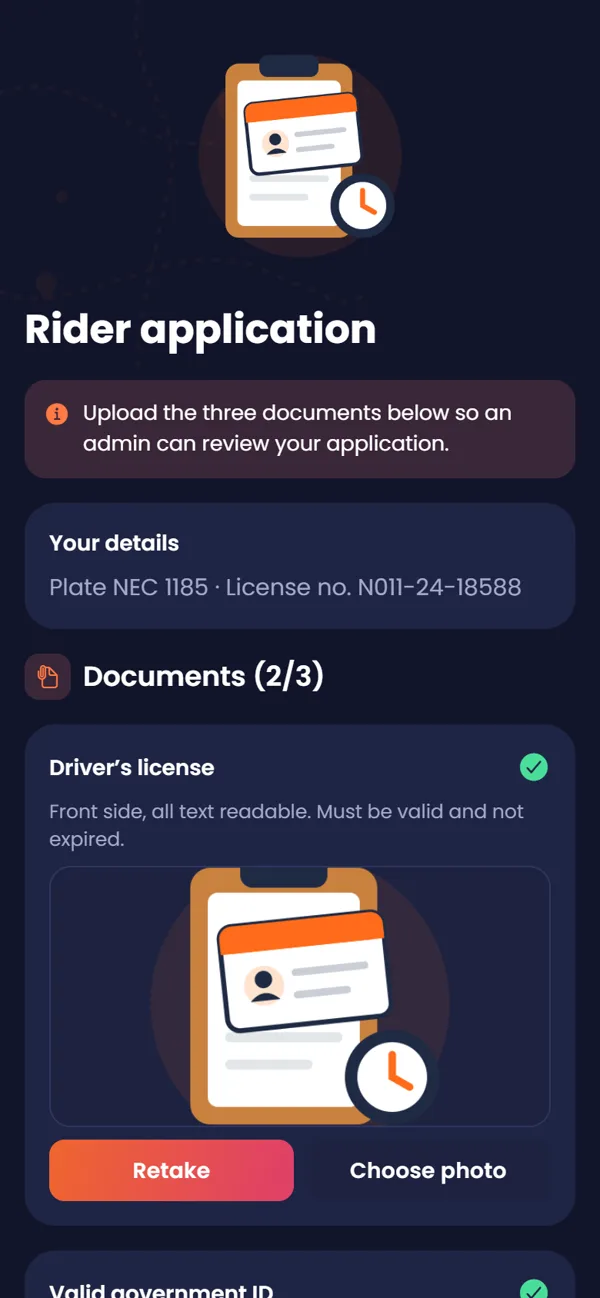 Rider application
Upload the three documents below so an
admin can review your application.
Your details
Plate NEC 1185 · License no. N011-24-18588
Documents (2/3)
Driver’s license
Front side, all text readable. Must be valid and not
expired.
Retake
Choose photo
Valid government ID